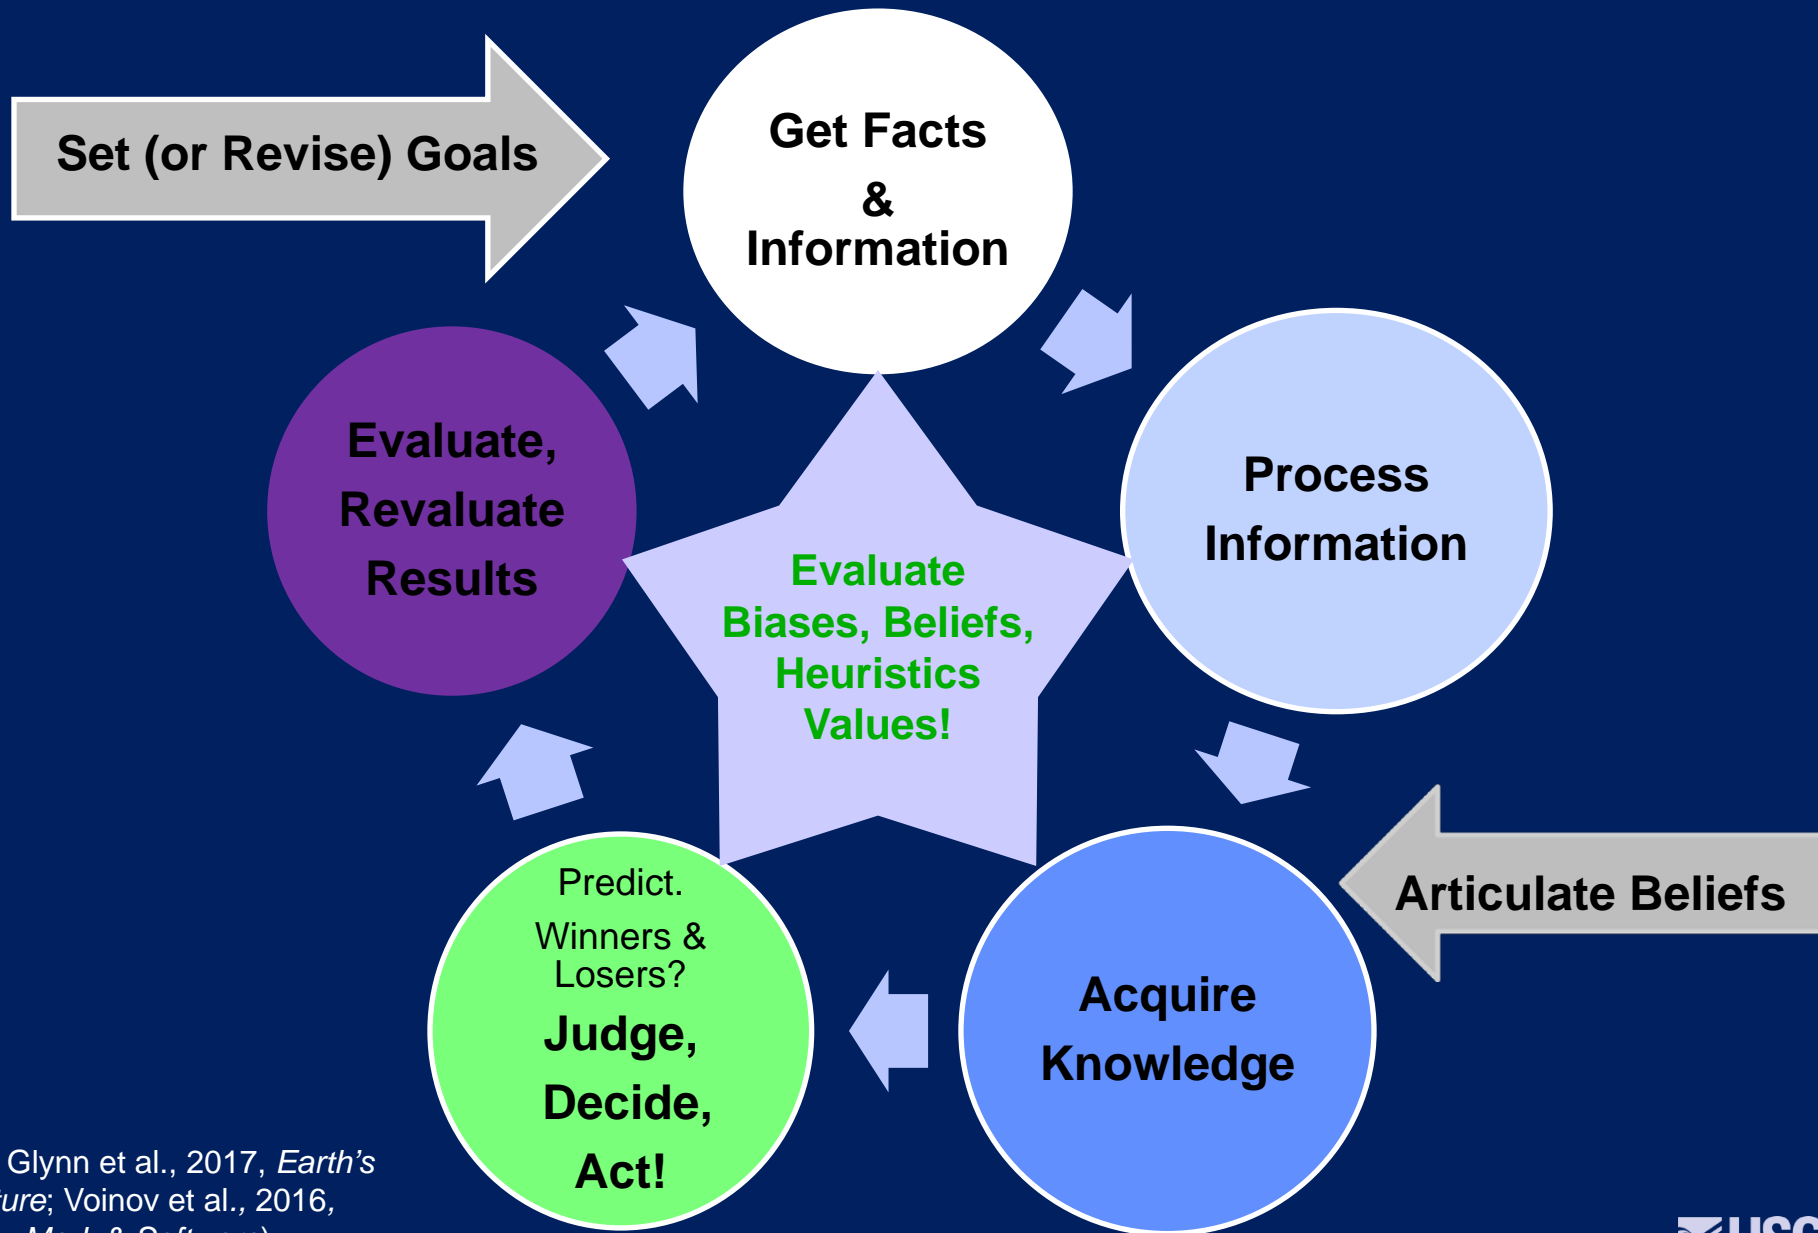 Set (or Revise) Goals
Get Facts
&
Information
Process
Information
Articulate Beliefs
Acquire
Knowledge
Predict.
Winners &
Losers?
Judge,
Decide,
Act!
Evaluate,
Revaluate
Results
Evaluate
Biases, Beliefs,
Heuristics
Values!
Glynn et al., 2017, Earth's
ture; Voinov et al., 2016,